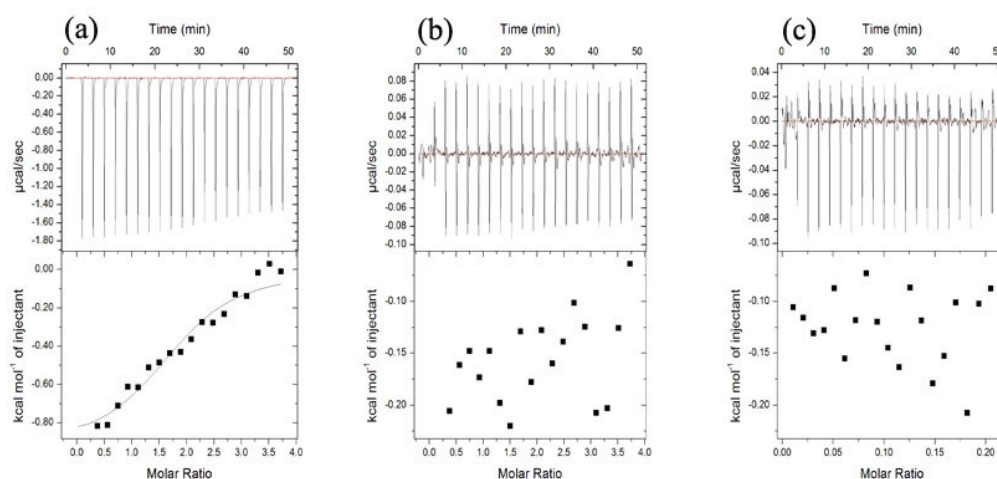 (a)
Time (min)
0 10 20 30 40 50
0.00
-0.20
-0.40
-0.60
-0.80
-1.00
-1.20
-1.40
-1.60
-1.80
µcal/sec
0.00
-0.20
-0.40
-0.60
-0.80
kcal mol-1 of injectant
0.0 0.5 1.0 1.5 2.0 2.5 3.0 3.5 4.0
Molar Ratio
(b)
Time (min)
0 10 20 30 40 50
0.08
0.06
0.04
0.02
0.00
-0.02
-0.04
-0.06
-0.08
-0.10
µcal/sec
-0.10
-0.15
-0.20
kcal mol-1 of injectant
0.0 0.5 1.0 1.5 2.0 2.5 3.0 3.5 4.0
Molar Ratio
(c)
Time (min)
0 10 20 30 40 50
0.04
0.02
0.00
-0.02
-0.04
-0.06
-0.08
-0.10
µcal/sec
-0.05
-0.10
-0.15
-0.20
kcal mol-1 of injectant
0.00 0.05 0.10 0.15 0.20
Molar Ratio